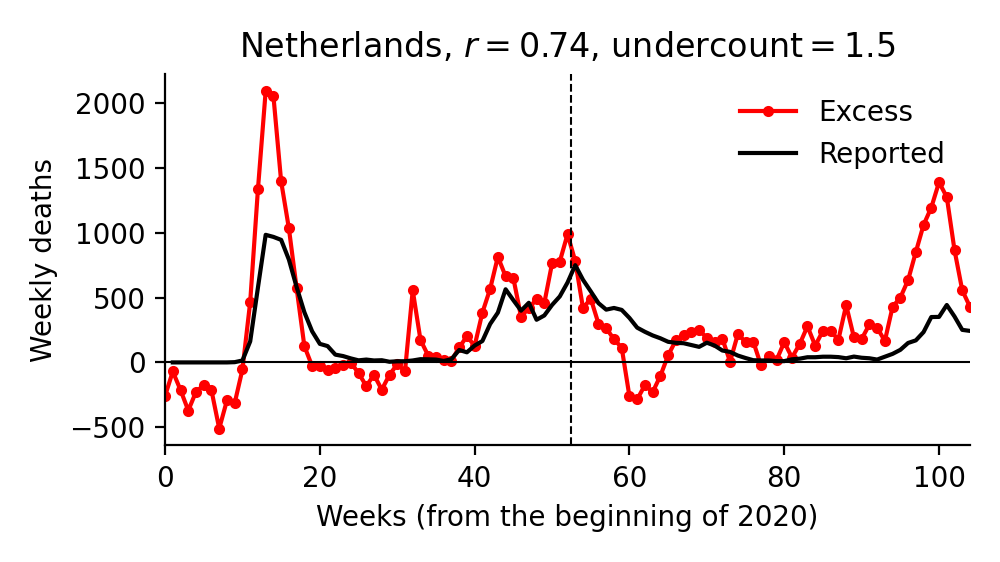 Netherlands, r = 0.74, undercount = 1.5
2000
1500
1000
500
0
−500
Weekly deaths
Excess
Reported
0 20 40 60 80 100
Weeks (from the beginning of 2020)